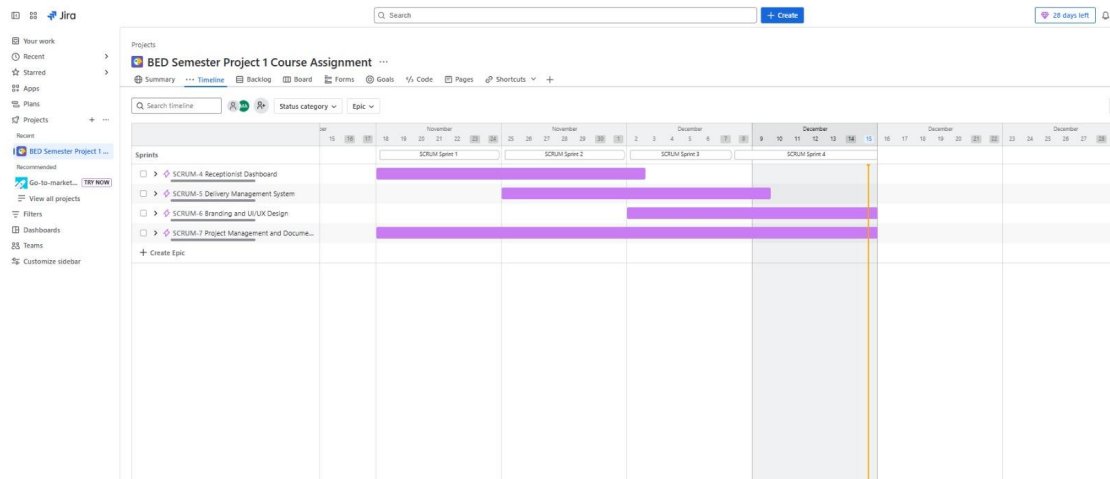 Jira
Search
+ Create
28 days left
Your work
Recent
Starred
Apps
Plans
Projects
Recent
BED Semester Project 1 ...
Recommended
Go-to-market... TRY NOW
View all projects
Filters
Dashboards
Teams
Customize sidebar
Projects
BED Semester Project 1 Course Assignment ...
Summary Timeline Backlog Board Forms Goals Code Pages Shortcuts +
Search timeline MA Status category Epic
November November December December December December
15 16 17 18 19 20 21 22 23 24 25 26 27 28 29 30 1 2 3 4 5 6 7 8 9 10 11 12 13 14 15 16 17 18 19 20 21 22 23 24 25 26 27 28
Sprints SCRUM Sprint 1 SCRUM Sprint 2 SCRUM Sprint 3 SCRUM Sprint 4
SCRUM-4 Receptionist Dashboard
SCRUM-5 Delivery Management System
SCRUM-6 Branding and UI/UX Design
SCRUM-7 Project Management and Docume...
+ Create Epic